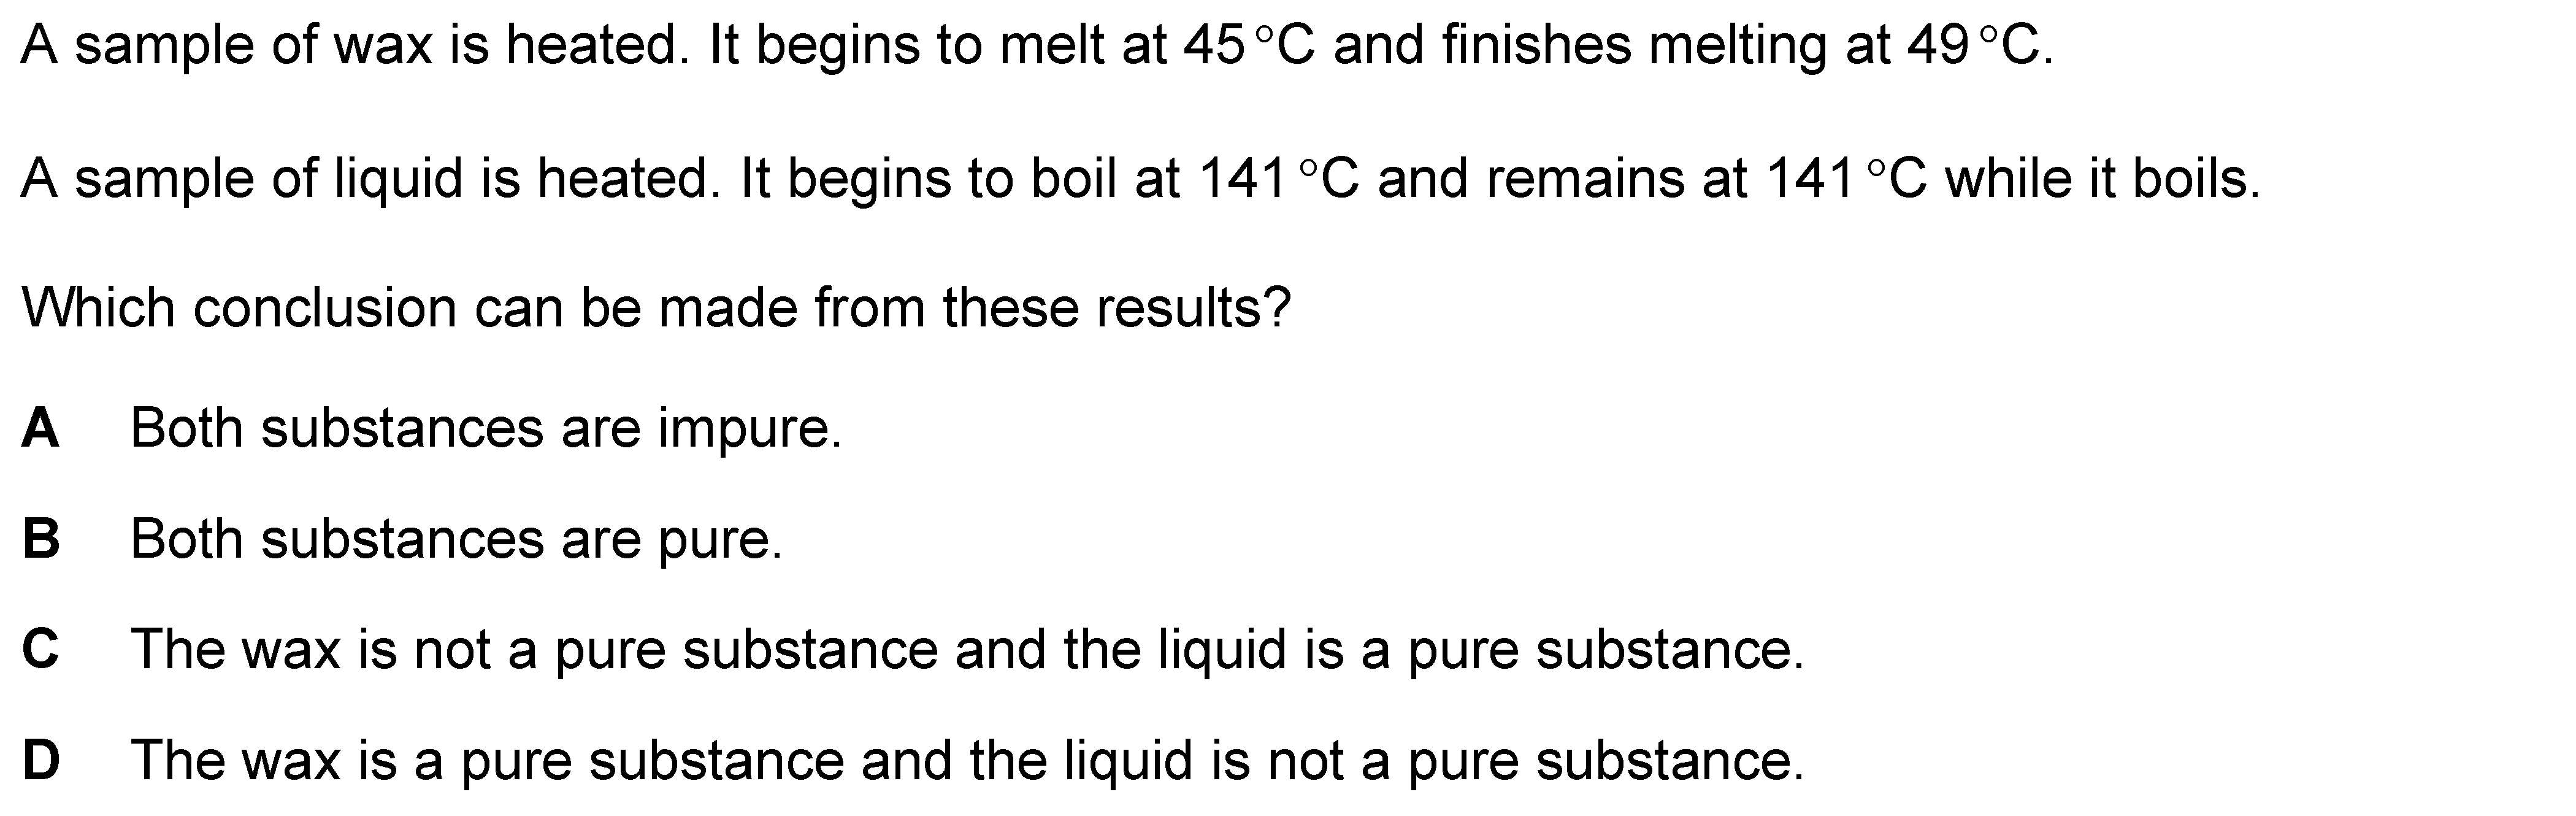 A sample of wax is heated. It begins to melt at 45 °C and finishes melting at 49 °C.
A sample of liquid is heated. It begins to boil at 141 °C and remains at 141 °C while it boils.
Which conclusion can be made from these results?
A Both substances are impure.
B Both substances are pure.
C The wax is not a pure substance and the liquid is a pure substance.
D The wax is a pure substance and the liquid is not a pure substance.